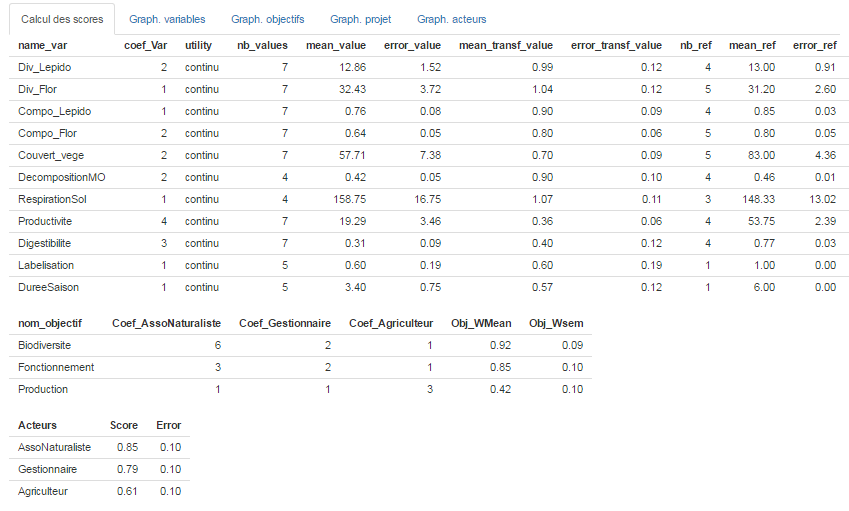 Calcul des scores Graph. variables Graph. objectifs Graph. projet Graph. acteurs
name_var coef_Var utility nb_values mean_value error_value mean_transf_value error_transf_value nb_ref mean_ref error_ref
Div_Lepido 2 continu 7 12.86 1.52 0.99 0.12 4 13.00 0.91
Div_Flor 1 continu 7 32.43 3.72 1.04 0.12 5 31.20 2.60
Compo_Lepido 1 continu 7 0.76 0.08 0.90 0.09 4 0.85 0.03
Compo_Flor 2 continu 7 0.64 0.05 0.80 0.06 5 0.80 0.05
Couvert_vege 2 continu 7 57.71 7.38 0.70 0.09 5 83.00 4.36
DecompositionMO 2 continu 4 0.42 0.05 0.90 0.10 4 0.46 0.01
RespirationSol 1 continu 4 158.75 16.75 1.07 0.11 3 148.33 13.02
Productivite 4 continu 7 19.29 3.46 0.36 0.06 4 53.75 2.39
Digestibilite 3 continu 7 0.31 0.09 0.40 0.12 4 0.77 0.03
Labelisation 1 continu 5 0.60 0.19 0.60 0.19 1 1.00 0.00
DureeSaison 1 continu 5 3.40 0.75 0.57 0.12 1 6.00 0.00
nom_objectif Coef_AssoNaturaliste Coef_Gestionnaire Coef_Agriculteur Obj_WMean Obj_Wsem
Biodiversite 6 2 1 0.92 0.09
Fonctionnement 3 2 1 0.85 0.10
Production 1 1 3 0.42 0.10
Acteurs Score Error
AssoNaturaliste 0.85 0.10
Gestionnaire 0.79 0.10
Agriculteur 0.61 0.10